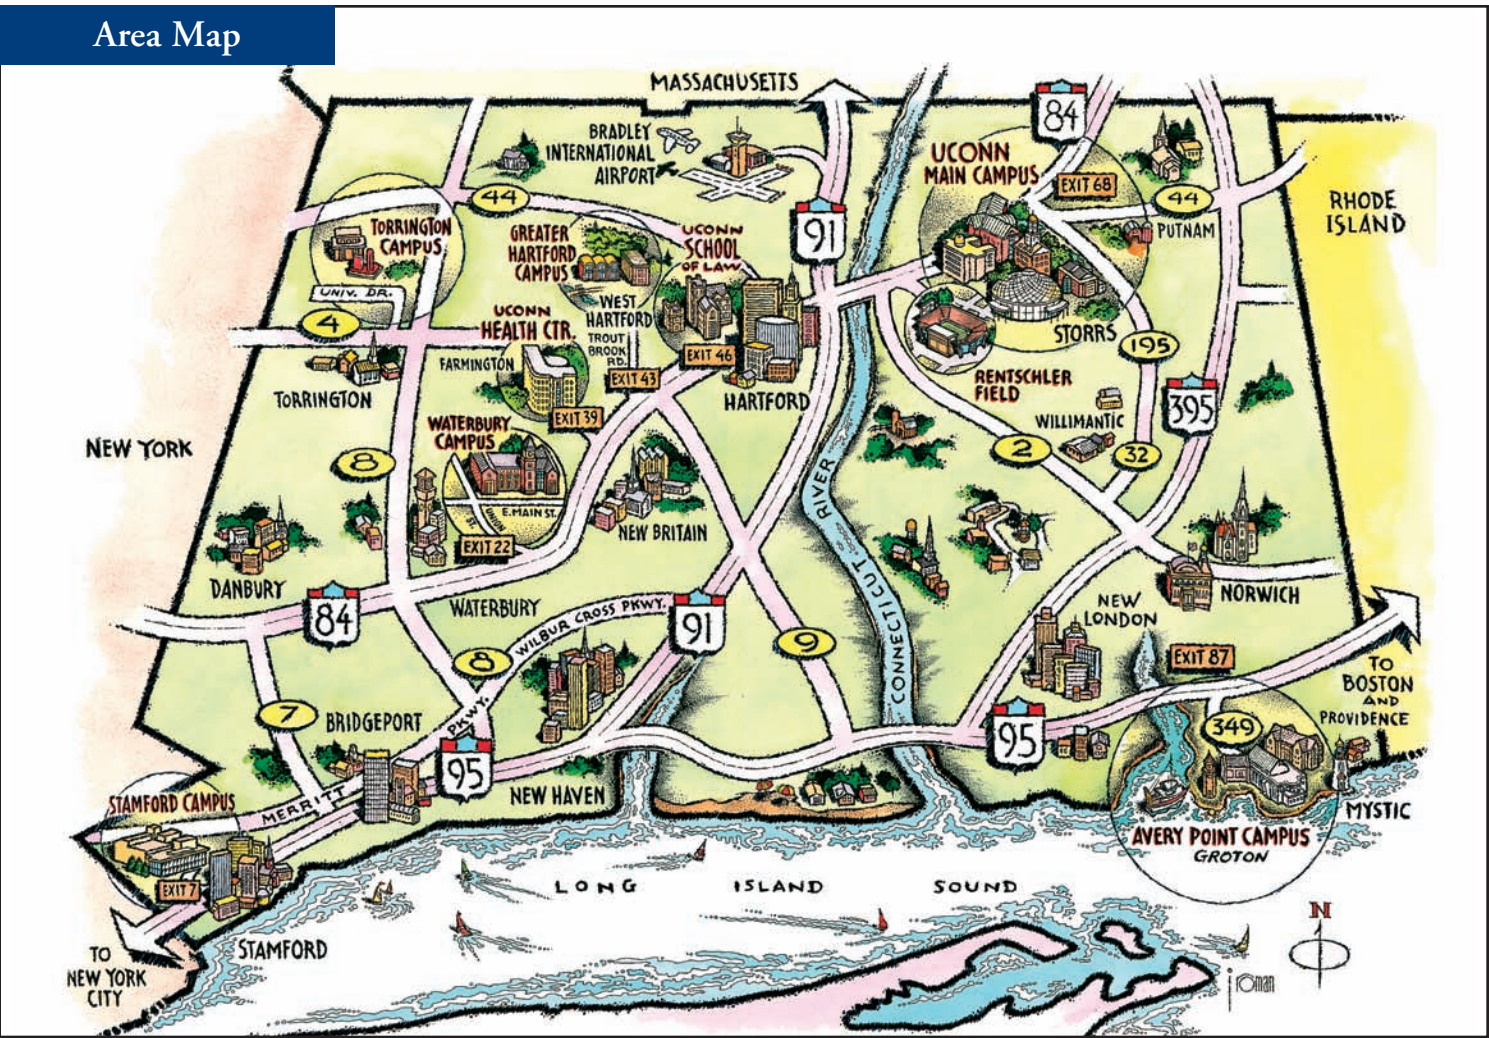 Area Map
MASSACHUSETTS
84
BRADLEY
INTERNATIONAL
AIRPORT
UCONN
MAIN CAMPUS
EXIT 68
44
44
PUTNAM
RHODE
ISLAND
TORRINGTON
CAMPUS
GREATER
HARTFORD
CAMPUS
UCONN
SCHOOL
OF LAW
91
UNIV. DR.
4
UCONN
HEALTH CTR.
WEST
HARTFORD
TROUT
BROOK
RD.
STORRS
195
FARMINGTON
EXIT 46
EXIT 43
RENTSCHLER
FIELD
395
TORRINGTON
HARTFORD
EXIT 39
WILLIMANTIC
WATERBURY
CAMPUS
NEW YORK
8
2
32
E. MAIN ST.
UNION
ST.
EXIT 22
NEW BRITAIN
CONNECTICUT RIVER
DANBURY
84
WATERBURY
WILBUR CROSS PKWY.
91
NORWICH
NEW
LONDON
8
9
EXIT 87
TO
BOSTON
AND
PROVIDENCE
7
BRIDGEPORT
MERRITT PKWY.
95
95
349
STAMFORD CAMPUS
NEW HAVEN
MYSTIC
AVERY POINT CAMPUS
GROTON
EXIT 7
LONG ISLAND SOUND
STAMFORD
TO
NEW YORK
CITY
N
j roman